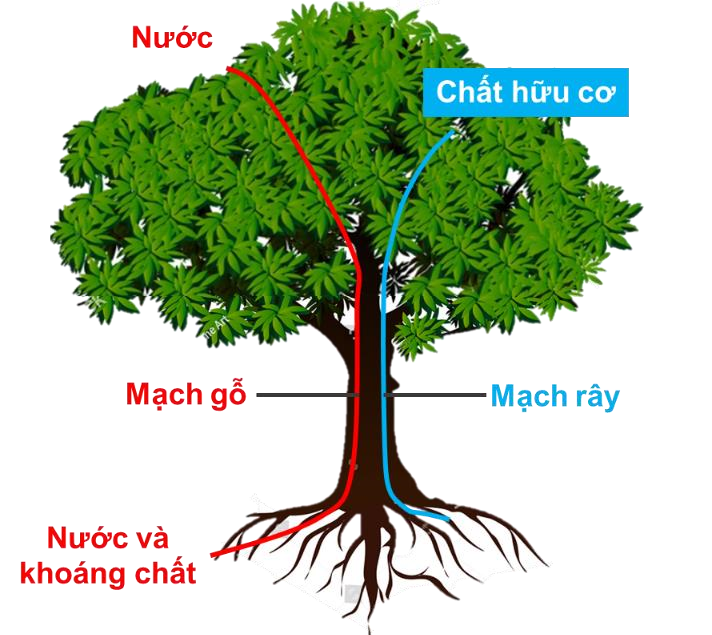 Nước
Chất hữu cơ
Mạch gỗ
Mạch rây
Nước và
khoáng chất